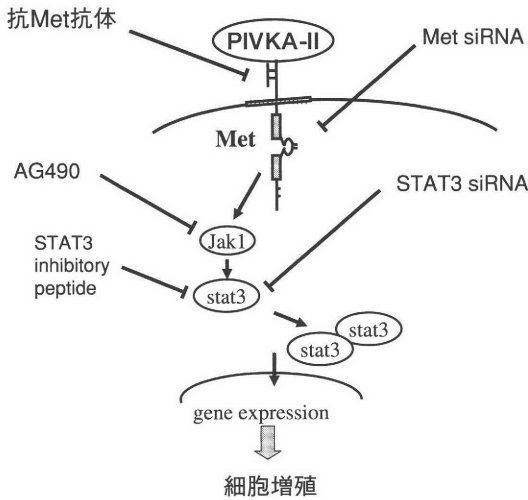 抗Met抗体
PIVKA-II
Met siRNA
Met
AG490
STAT3 siRNA
Jak1
STAT3
inhibitory
peptide
stat3
stat3
stat3
gene expression
細胞増殖